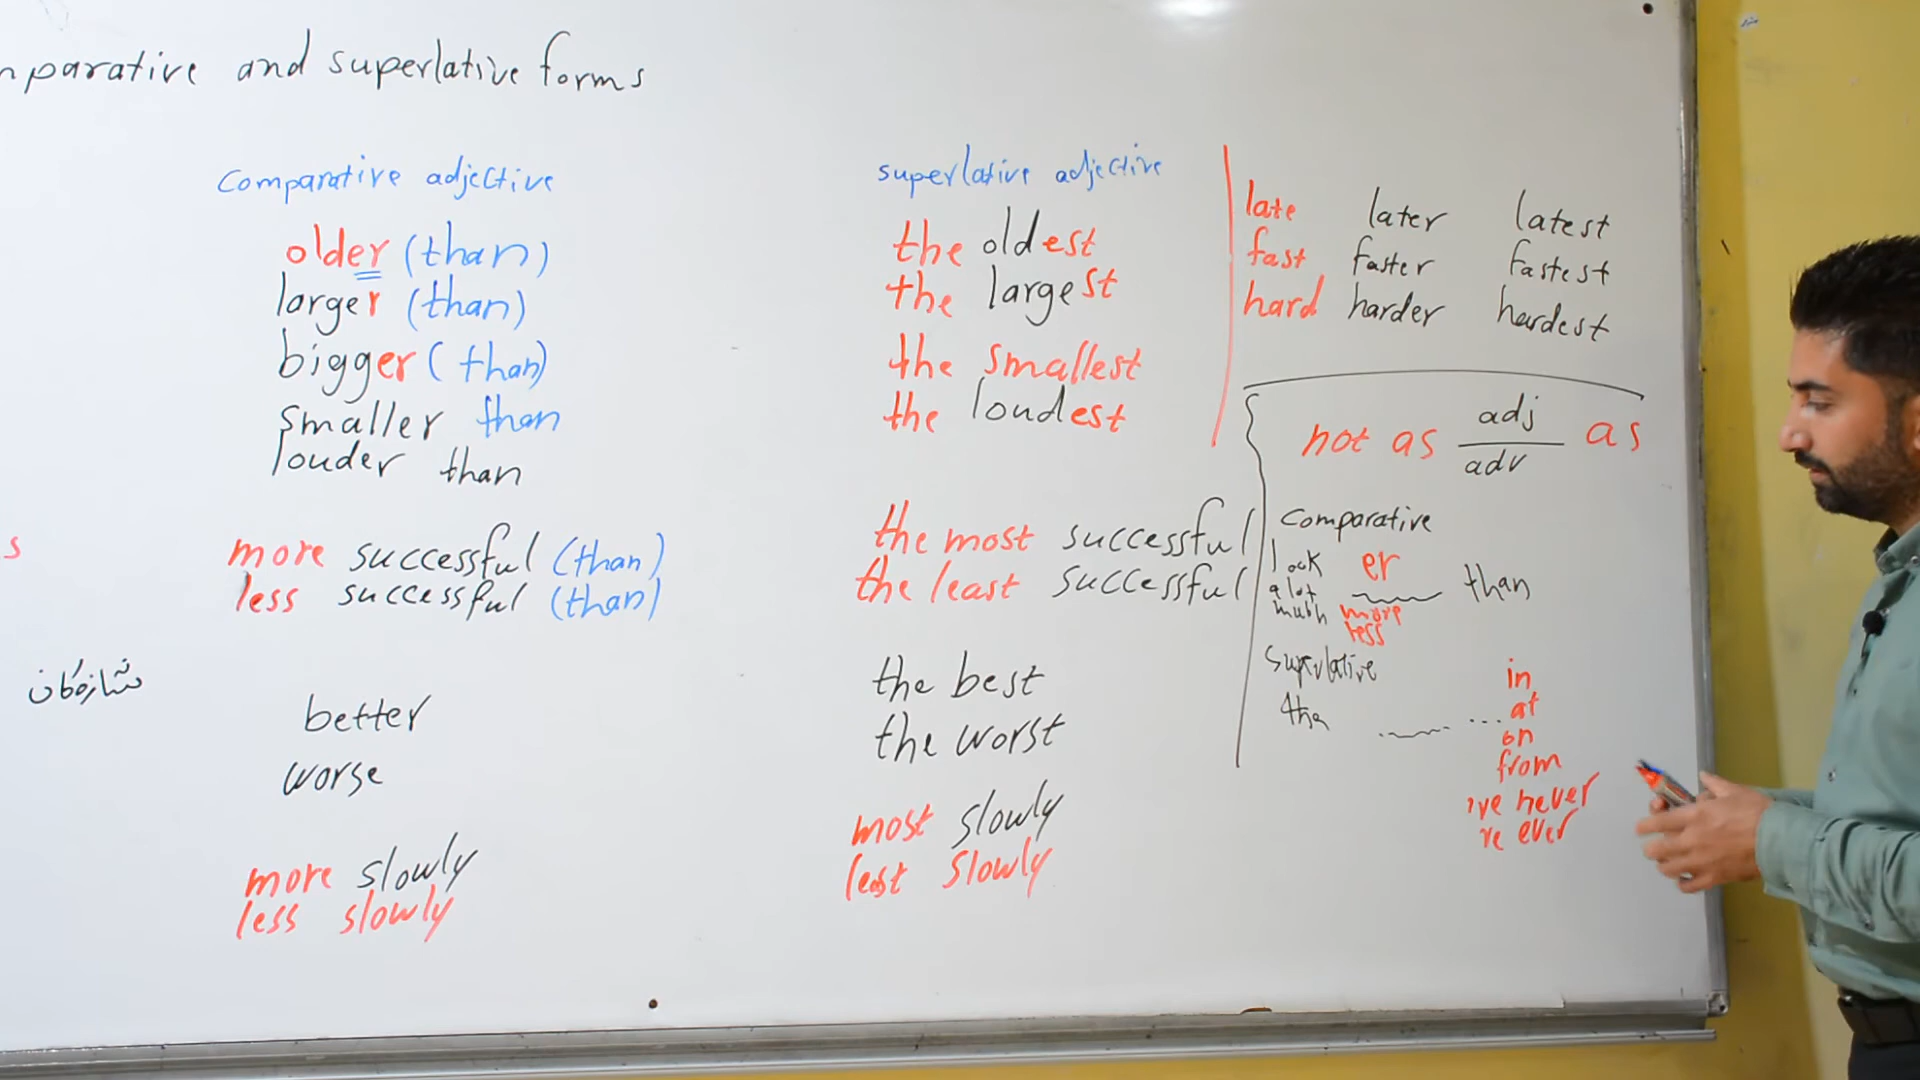 mparative and superlative forms
comparative adjective
older (than)
larger (than)
bigger (than)
smaller than
louder than
s
more successful (than)
less successful (than)
better
worse
more slowly
less slowly
superlative adjective
the oldest
the largest
the smallest
the loudest
the most successful
the least successful
the best
the worst
most slowly
least slowly
late later latest
fast faster fastest
hard harder hardest
not as adj as
adv
Comparative
er
a lot than
more
less
Superlative
in
at
on
from
've never
've ever